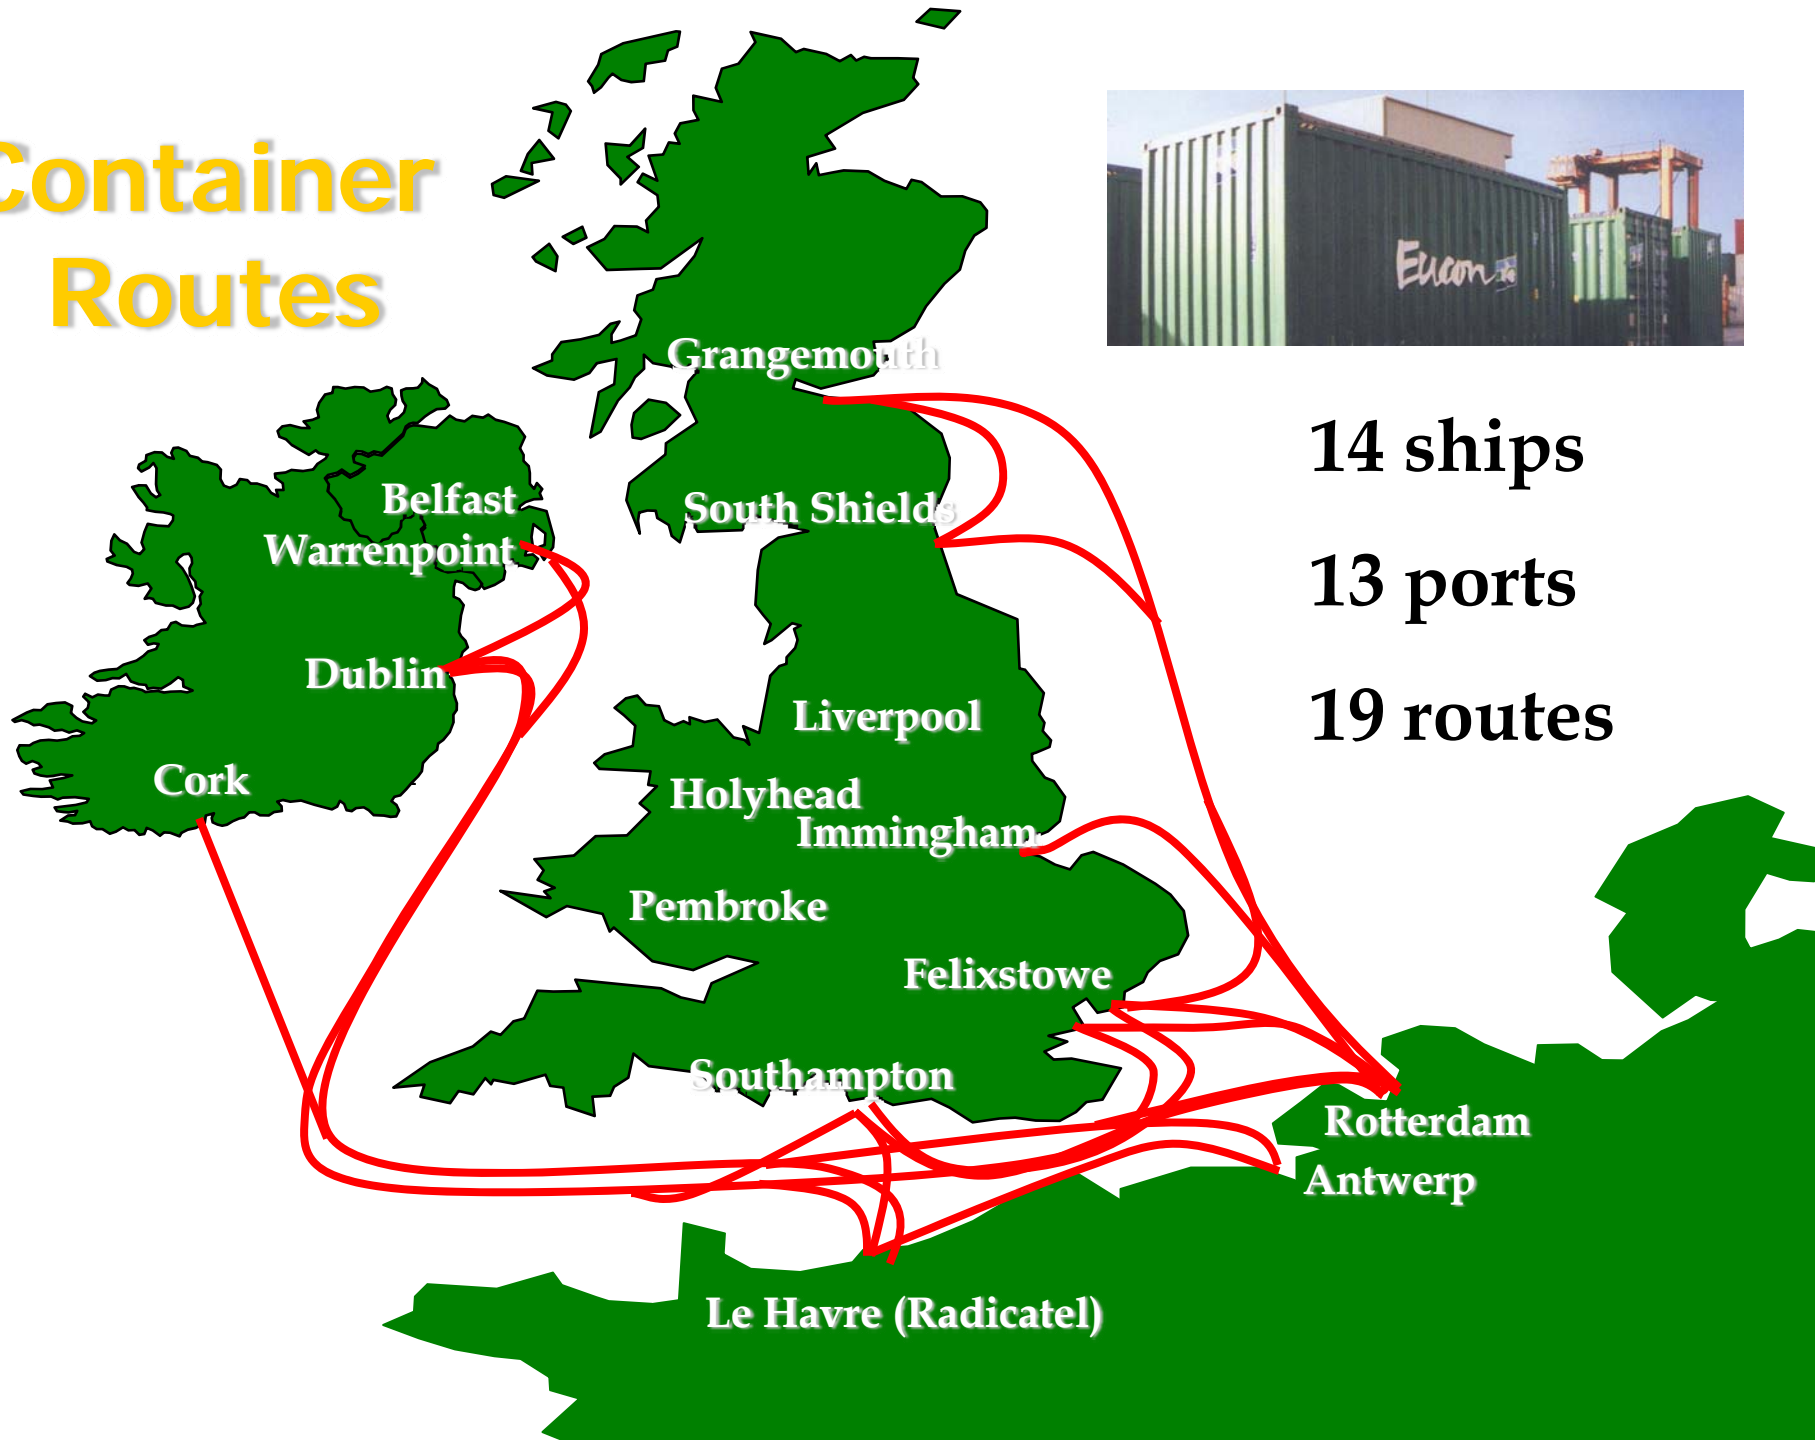 Container
Routes
Eucon
14 ships
13 ports
19 routes
Grangemouth
South Shields
Belfast
Warrenpoint
Dublin
Cork
Liverpool
Holyhead
Immingham
Pembroke
Felixstowe
Southampton
Rotterdam
Antwerp
Le Havre (Radicatel)